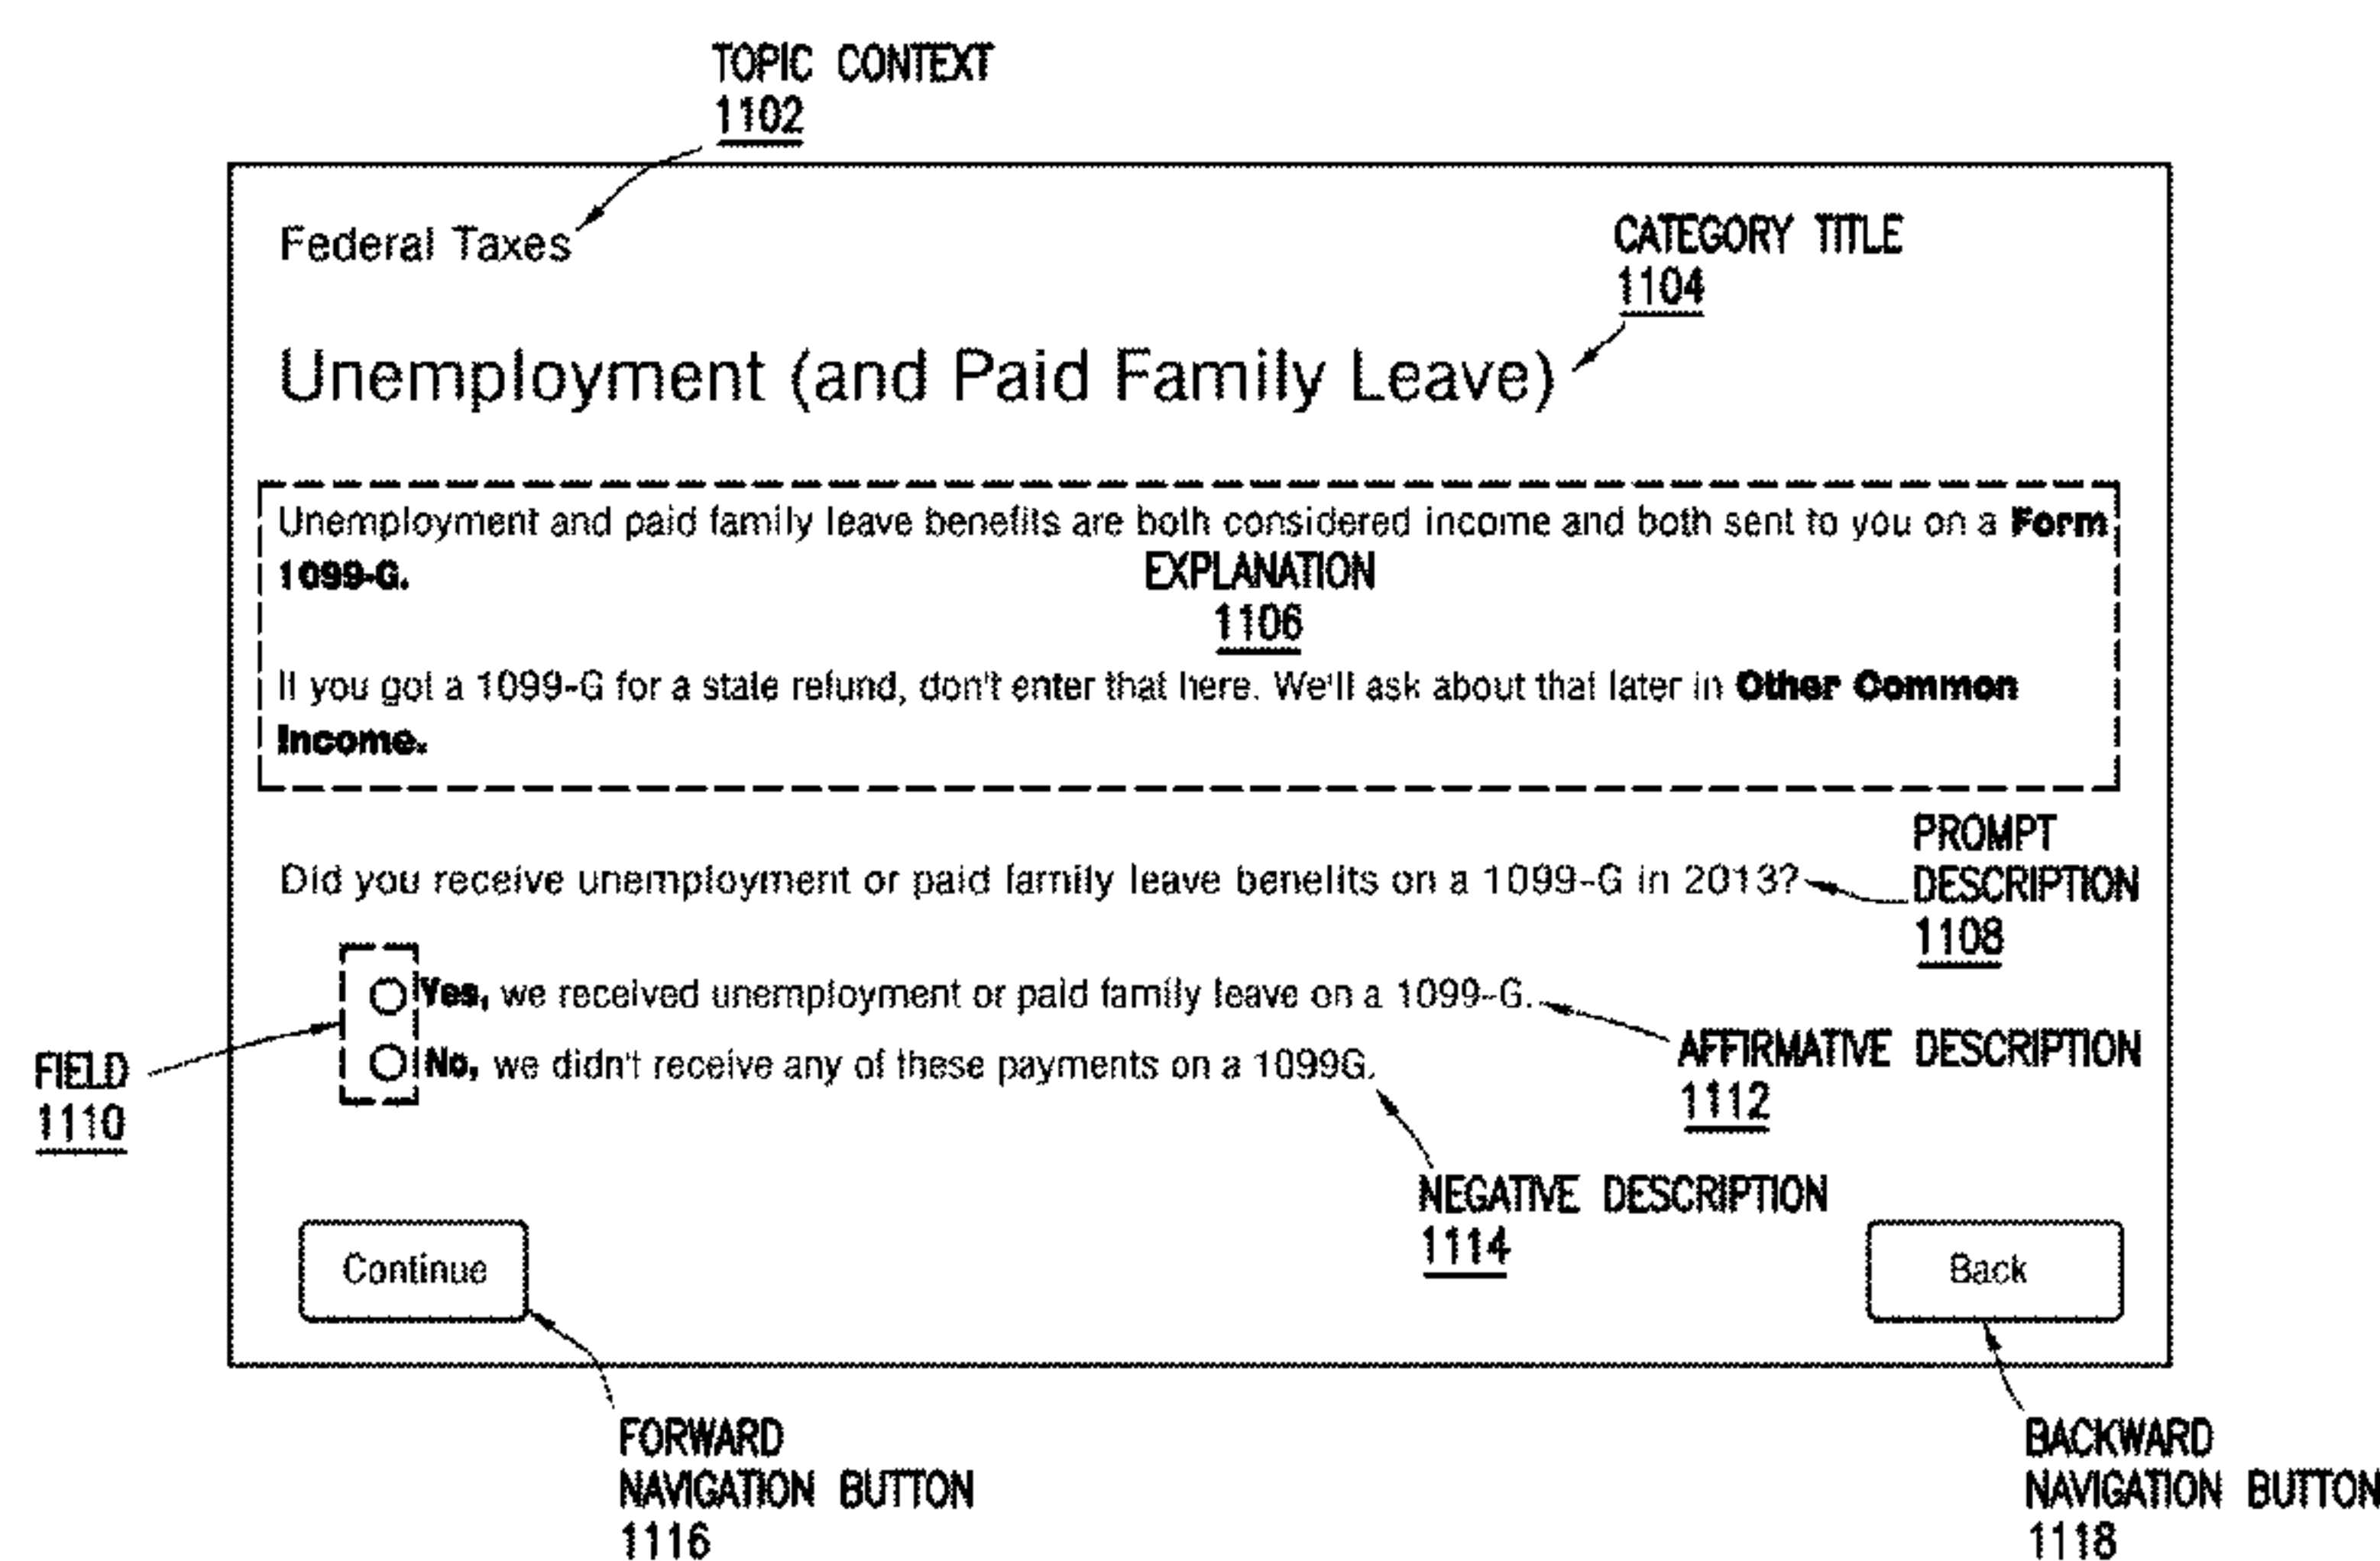 TOPIC CONTEXT
1102
Federal Taxes
CATEGORY TITLE
1104
Unemployment (and Paid Family Leave)
Unemployment and paid family leave benefits are both considered income and both sent to you on a Form
1099-G.
EXPLANATION
1106
If you got a 1099-G for a state refund, don't enter that here. We'll ask about that later in Other Common
Income.
PROMPT
DESCRIPTION
1108
Did you receive unemployment or paid family leave benefits on a 1099-G in 2013?
Yes, we received unemployment or paid family leave on a 1099-G.
AFFIRMATIVE DESCRIPTION
1112
FIELD
1110
No, we didn't receive any of these payments on a 1099G.
NEGATIVE DESCRIPTION
1114
Continue
Back
FORWARD
NAVIGATION BUTTON
1116
BACKWARD
NAVIGATION BUTTON
1118